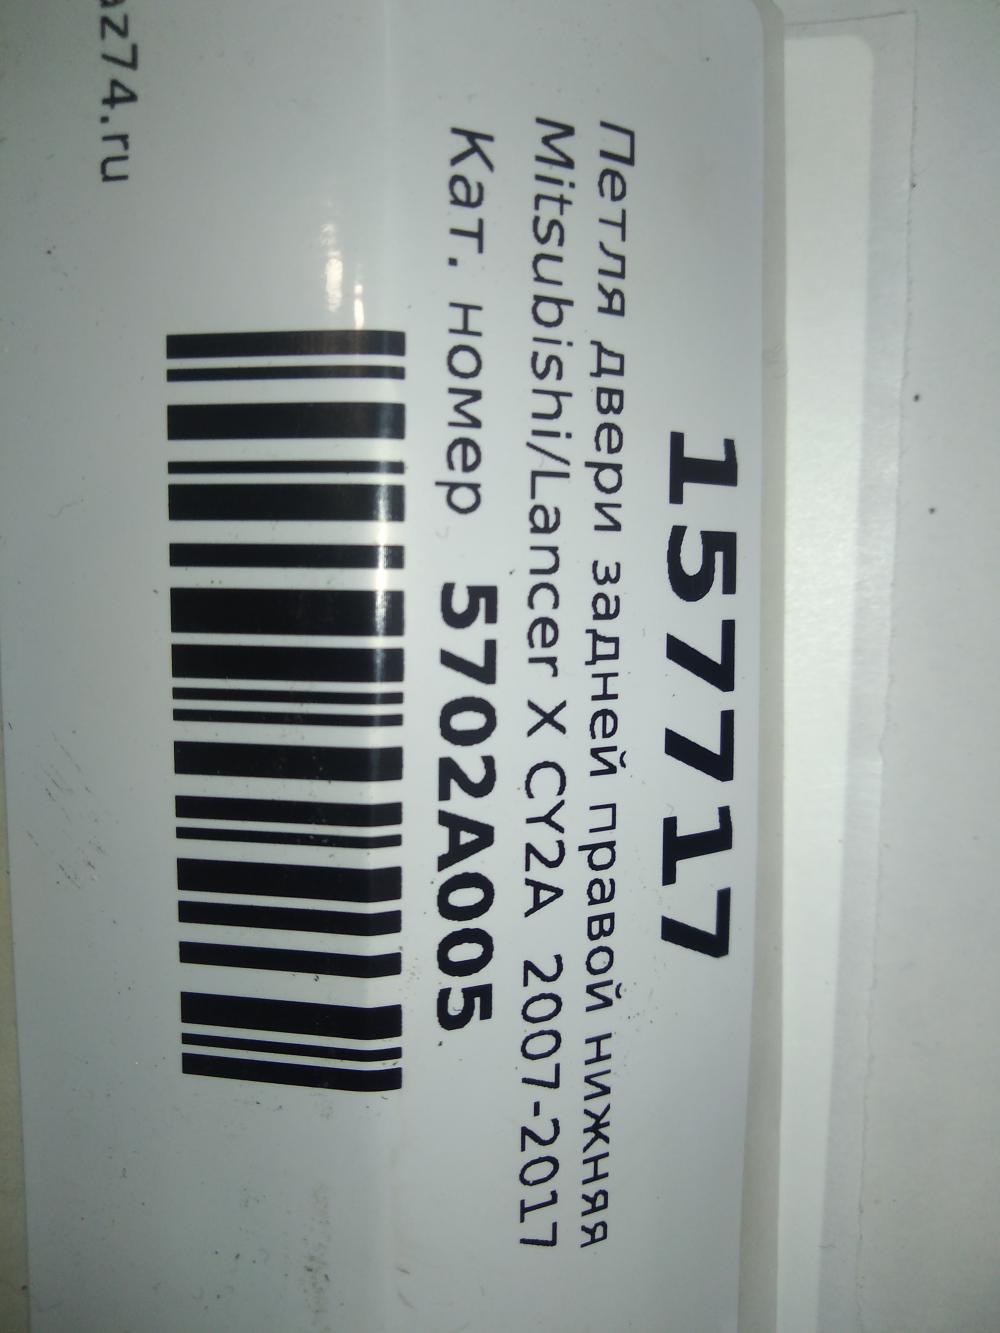 157717
Петля двери задней правой нижняя
Mitsubishi/Lancer X CY2A 2007-2017
Кат. номер 5702A005
az74.ru